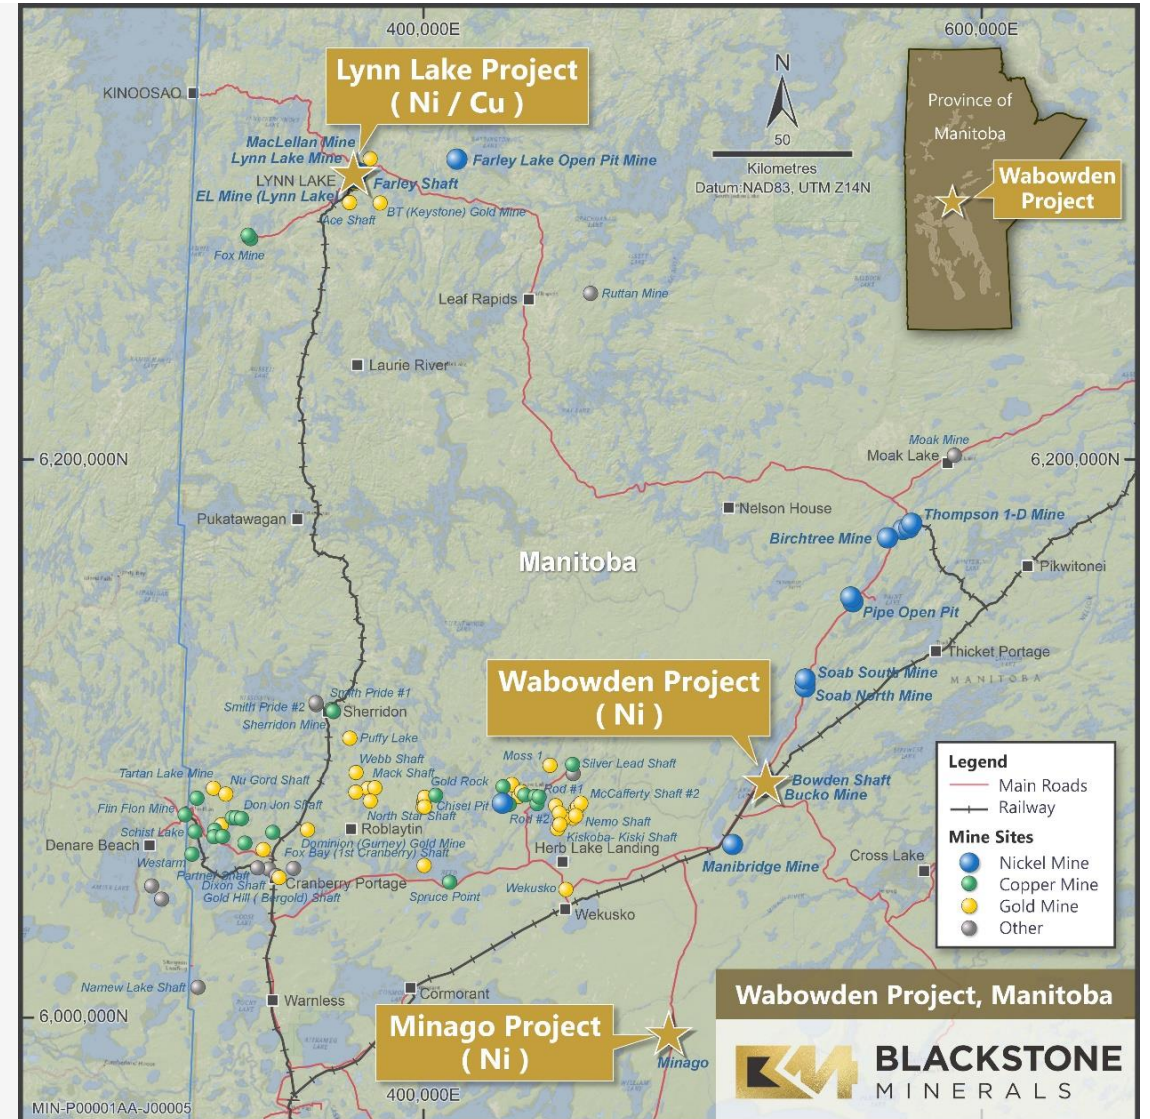 400,000E
600,000E
Lynn Lake Project
( Ni / Cu )
KINOOSAO
N
50
Kilometres
Datum:NAD83, UTM Z14N
Province of
Manitoba
Wabowden
Project
MacLellan Mine
Lynn Lake Mine
LYNN LAKE
Farley Shaft
EL Mine (Lynn Lake)
Farley Lake Open Pit Mine
Ace Shaft
BT (Keystone) Gold Mine
Fox Mine
Leaf Rapids
Ruttan Mine
Laurie River
6,200,000N
Moak Mine
Moak Lake
6,200,000N
Pukatawagan
Nelson House
Thompson 1-D Mine
Birchtree Mine
Manitoba
Pikwitonei
Pipe Open Pit
Thicket Portage
MANITOBA
Soab South Mine
Soab North Mine
Wabowden Project
( Ni )
Smith Pride #1
Smith Pride #2
Sherridon
Sherridon Mine
Puffy Lake
Webb Shaft
Mack Shaft
Moss 1
Silver Lead Shaft
Tartan Lake Mine
Nu Gord Shaft
Gold Rock
Rod #1
McCafferty Shaft #2
Flin Flon Mine
Don Jon Shaft
Chisel Pit
North Star Shaft
Rod #2
Nemo Shaft
Schist Lake
Roblaytin
Kiskoba- Kiski Shaft
Denare Beach
Dominion (Gurney) Gold Mine
Herb Lake Landing
Fox Bay (1st Cranberry) Shaft
Westarm
Partner Shaft
Dixon Shaft
Cranberry Portage
Gold Hill ( Bergold) Shaft
Spruce Point
Wekusko
Wekusko
Bowden Shaft
Bucko Mine
Manibridge Mine
Cross Lake
Legend
Main Roads
Railway
Mine Sites
Nickel Mine
Copper Mine
Gold Mine
Other
Namew Lake Shaft
Warnless
Cormorant
6,000,000N
Minago Project
( Ni )
Minago
Wabowden Project, Manitoba
BLACKSTONE
MINERALS
400,000E
MIN-P00001AA-J00005